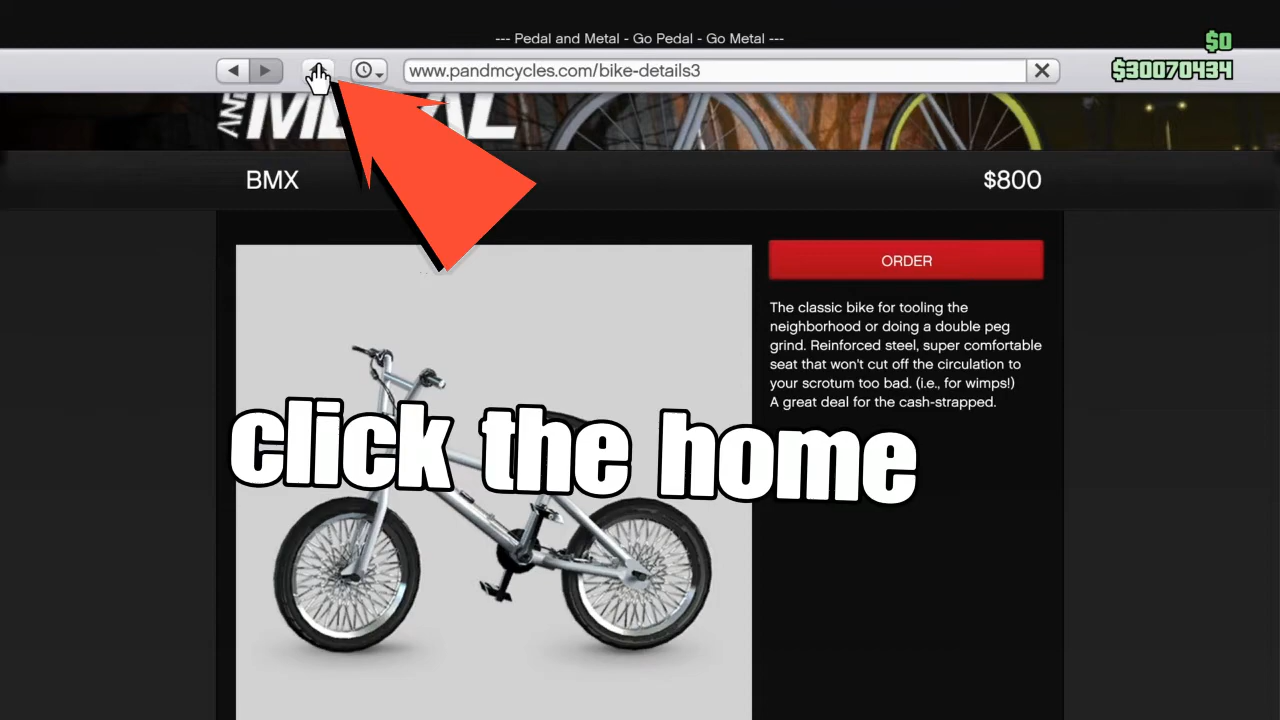 --- Pedal and Metal - Go Pedal - Go Metal ---
$0
www.pandmcycles.com/bike-details3
$30070434
AND METAL
BMX
$800
ORDER
The classic bike for tooling the
neighborhood or doing a double peg
grind. Reinforced steel, super comfortable
seat that won't cut off the circulation to
your scrotum too bad. (i.e., for wimps!)
A great deal for the cash-strapped.
click the home